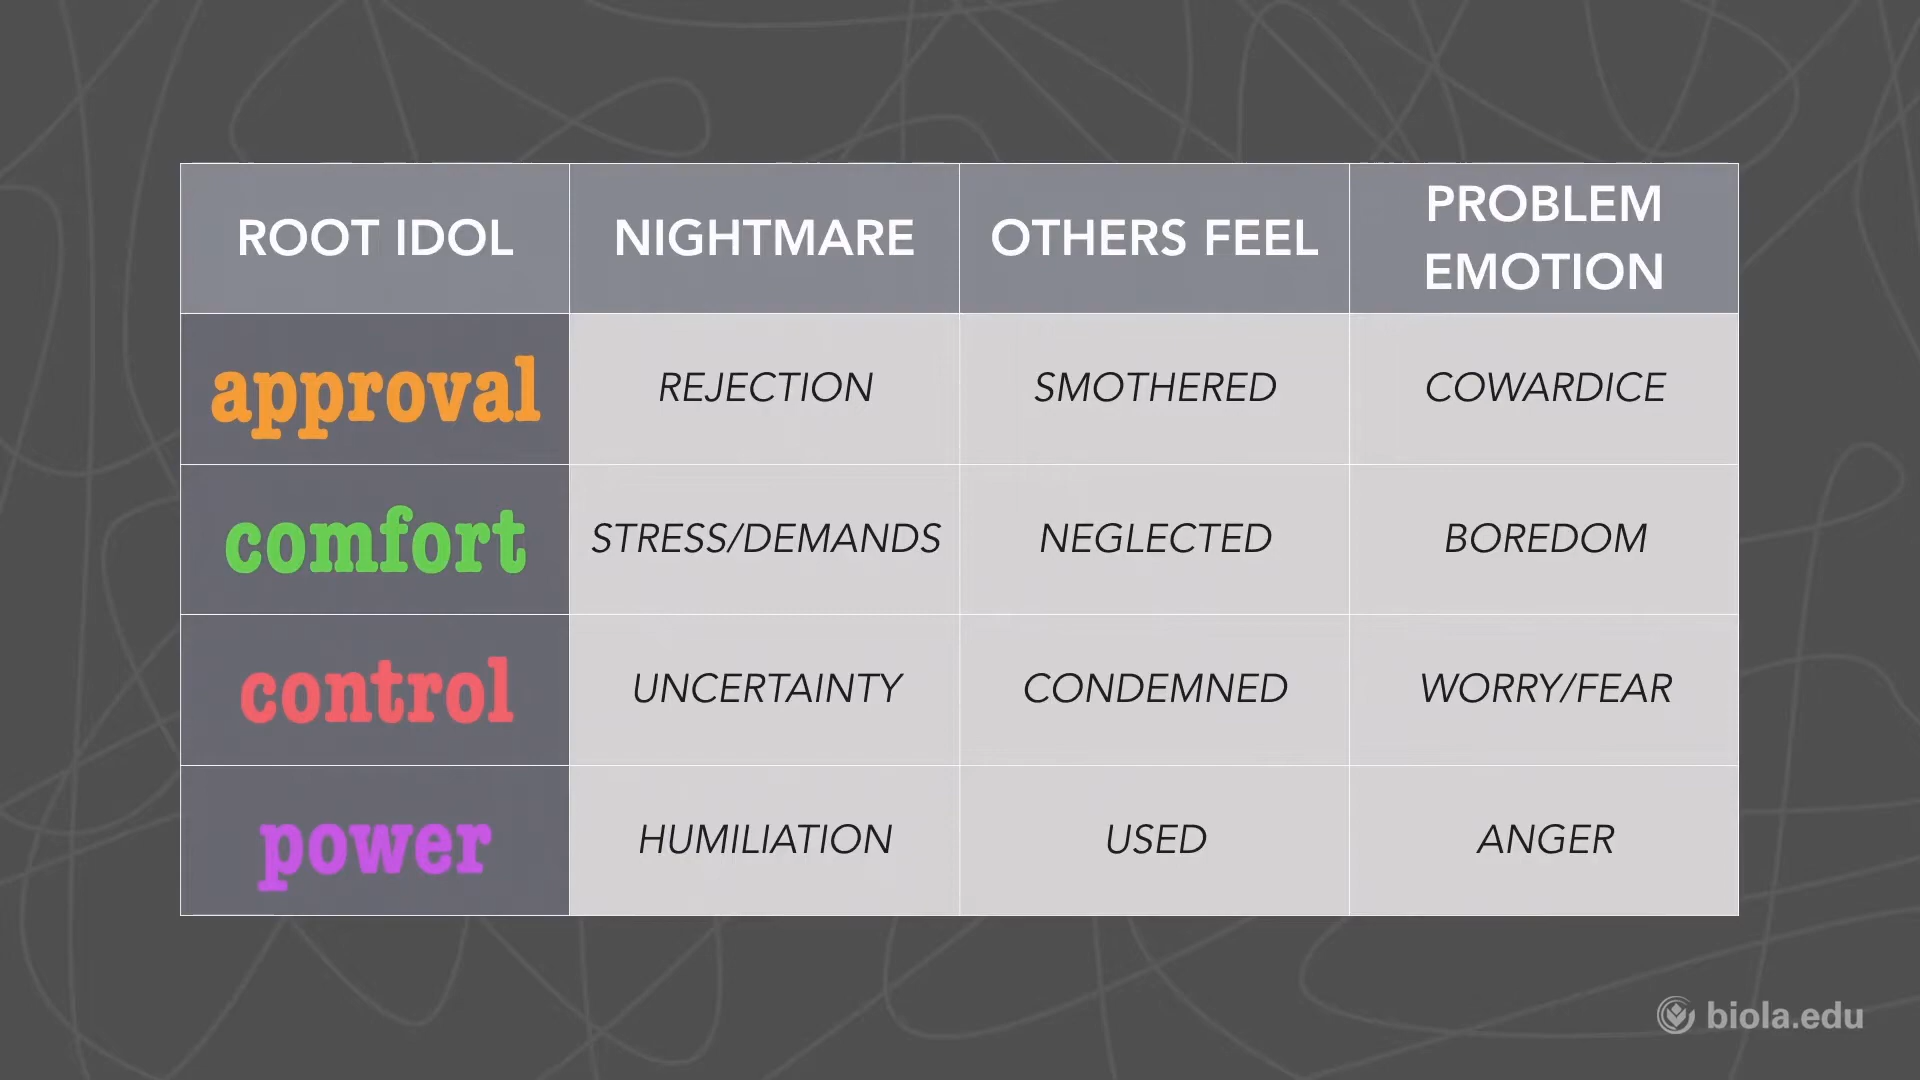 ROOT IDOL NIGHTMARE OTHERS FEEL PROBLEM EMOTION
approval REJECTION SMOTHERED COWARDICE
comfort STRESS/DEMANDS NEGLECTED BOREDOM
control UNCERTAINTY CONDEMNED WORRY/FEAR
power HUMILIATION USED ANGER
biola.edu